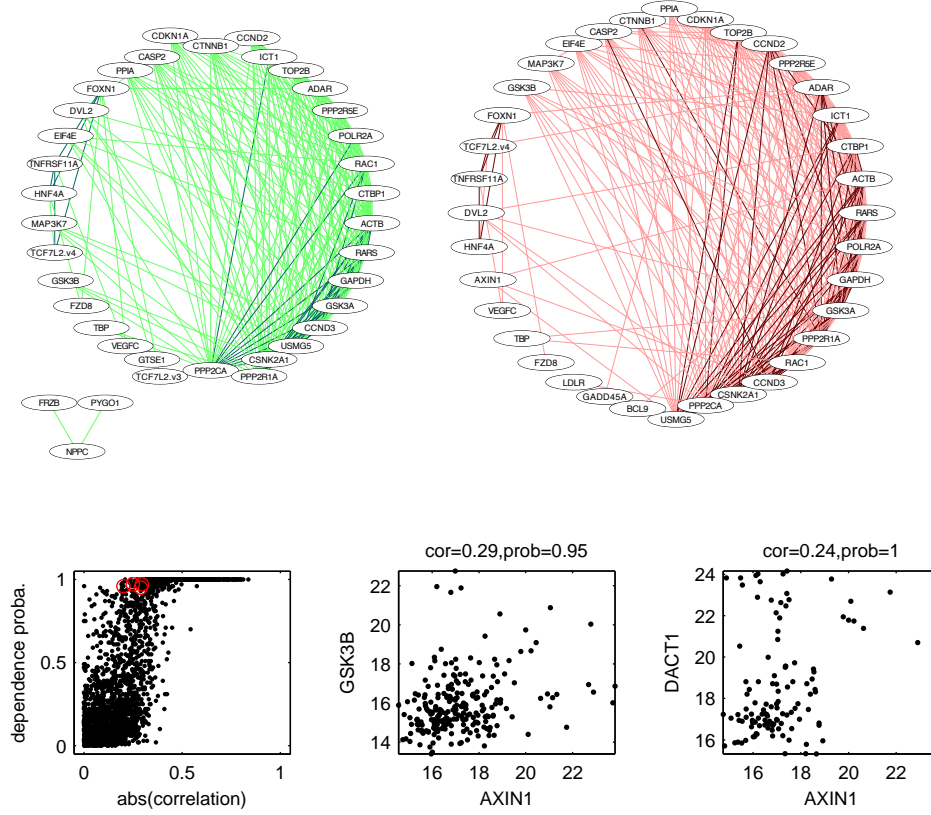 CDKN1A
CCND2
CTNNB1
CASP2
ICT1
PPIA
TOP2B
FOXN1
ADAR
DVL2
PPP2R5E
EIF4E
POLR2A
TNFRSF11A
RAC1
HNF4A
CTBP1
MAP3K7
ACTB
TCF7L2.v4
RARS
GSK3B
GAPDH
FZD8
GSK3A
TBP
CCND3
VEGFC
USMG5
GTSE1
CSNK2A1
TCF7L2.v3
PPP2CA
PPP2R1A
FRZB
PYGO1
NPPC
PPIA
CTNNB1
CDKN1A
CASP2
TOP2B
EIF4E
CCND2
MAP3K7
PPP2R5E
GSK3B
ADAR
FOXN1
ICT1
TCF7L2.v4
CTBP1
TNFRSF11A
ACTB
DVL2
RARS
HNF4A
POLR2A
AXIN1
GAPDH
VEGFC
GSK3A
TBP
PPP2R1A
FZD8
RAC1
LDLR
CCND3
GADD45A
CSNK2A1
BCL9
PPP2CA
USMG5
dependence proba.
1
0.5
0
0
0.5
1
abs(correlation)
cor=0.29,prob=0.95
GSK3B
22
20
18
16
14
16
18
20
22
AXIN1
cor=0.24,prob=1
DACT1
24
22
20
18
16
16
18
20
22
AXIN1